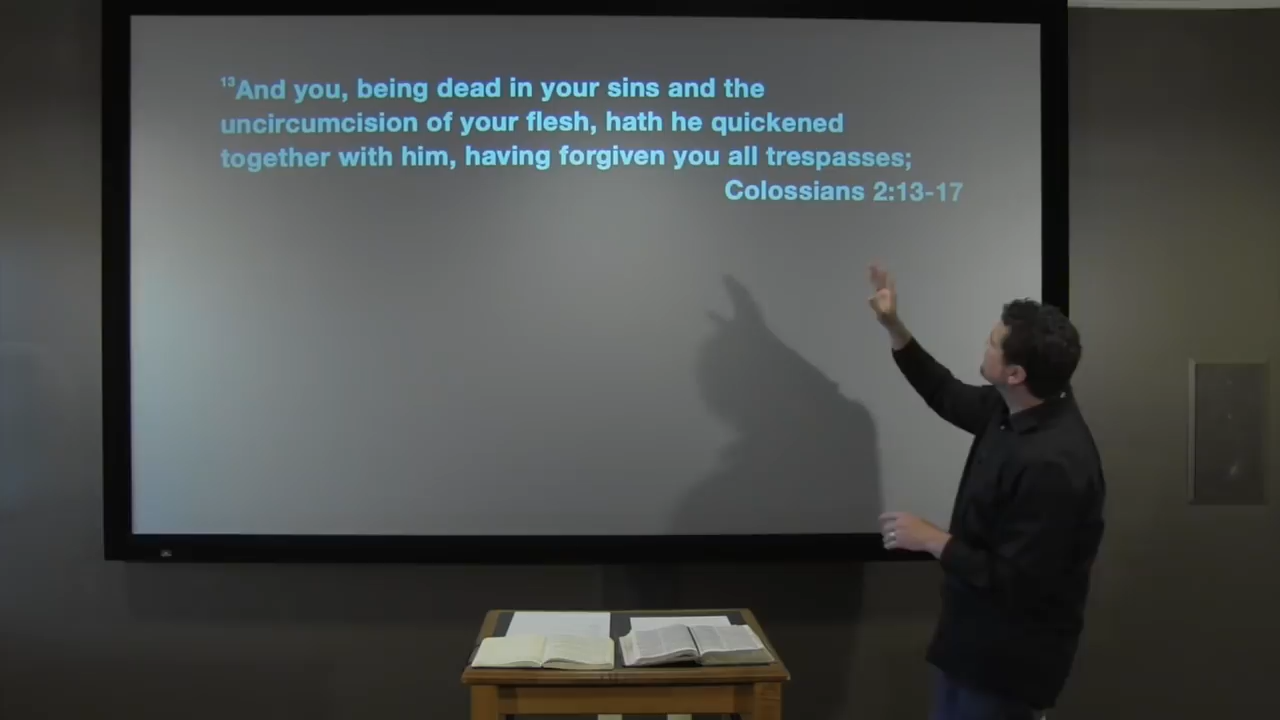 ¹³And you, being dead in your sins and the
uncircumcision of your flesh, hath he quickened
together with him, having forgiven you all trespasses;
Colossians 2:13-17